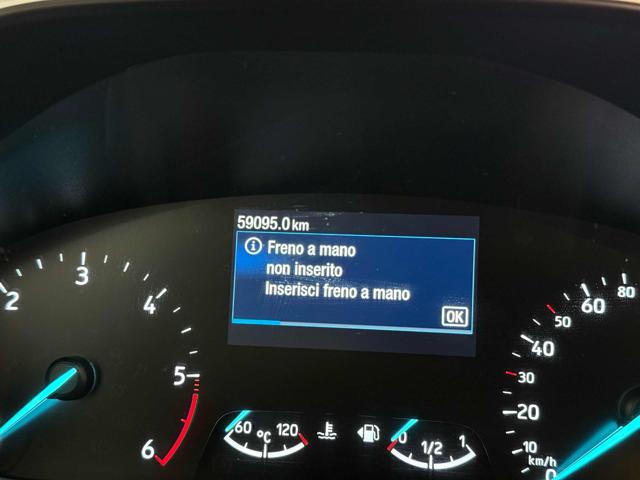 59095.0 km
Freno a mano
non inserito
Inserisci freno a mano
OK
2 3 4 5 6
60 °C 120
0 1/2 1
0 10 20 30 40 50 60 80
km/h